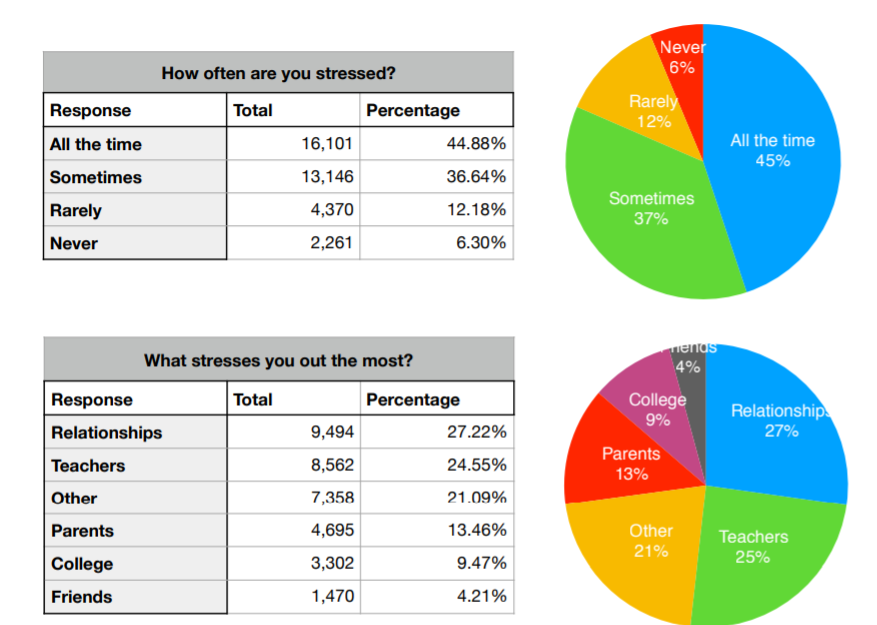 How often are you stressed?
Response Total Percentage
All the time 16,101 44.88%
Sometimes 13,146 36.64%
Rarely 4,370 12.18%
Never 2,261 6.30%
Never
6%
Rarely
12%
All the time
45%
Sometimes
37%
What stresses you out the most?
Response Total Percentage
Relationships 9,494 27.22%
Teachers 8,562 24.55%
Other 7,358 21.09%
Parents 4,695 13.46%
College 3,302 9.47%
Friends 1,470 4.21%
Friends
4%
College
9%
Relationships
27%
Parents
13%
Other
21%
Teachers
25%